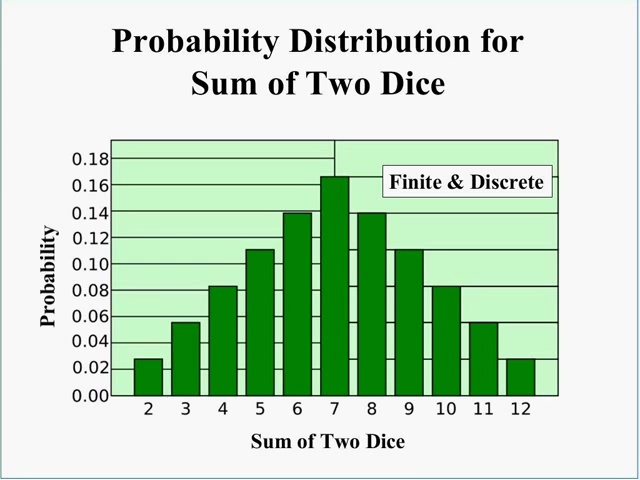 Probability Distribution for
Sum of Two Dice
0.18
0.16
0.14
0.12
0.10
0.08
0.06
0.04
0.02
0.00
Probability
Finite & Discrete
2 3 4 5 6 7 8 9 10 11 12
Sum of Two Dice